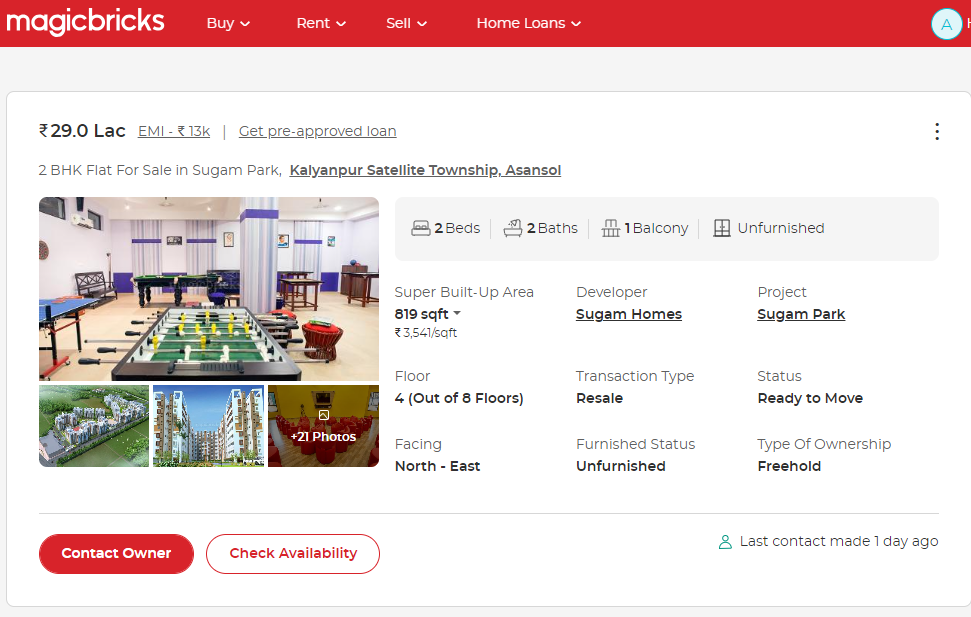 magicbricks Buy Rent Sell Home Loans A
₹29.0 Lac EMI - ₹ 13k | Get pre-approved loan
2 BHK Flat For Sale in Sugam Park, Kalyanpur Satellite Township, Asansol
2 Beds 2 Baths 1 Balcony Unfurnished
Super Built-Up Area Developer Project
819 sqft Sugam Homes Sugam Park
₹3,541/sqft
Floor Transaction Type Status
4 (Out of 8 Floors) Resale Ready to Move
+21 Photos
Facing Furnished Status Type Of Ownership
North - East Unfurnished Freehold
Contact Owner Check Availability Last contact made 1 day ago